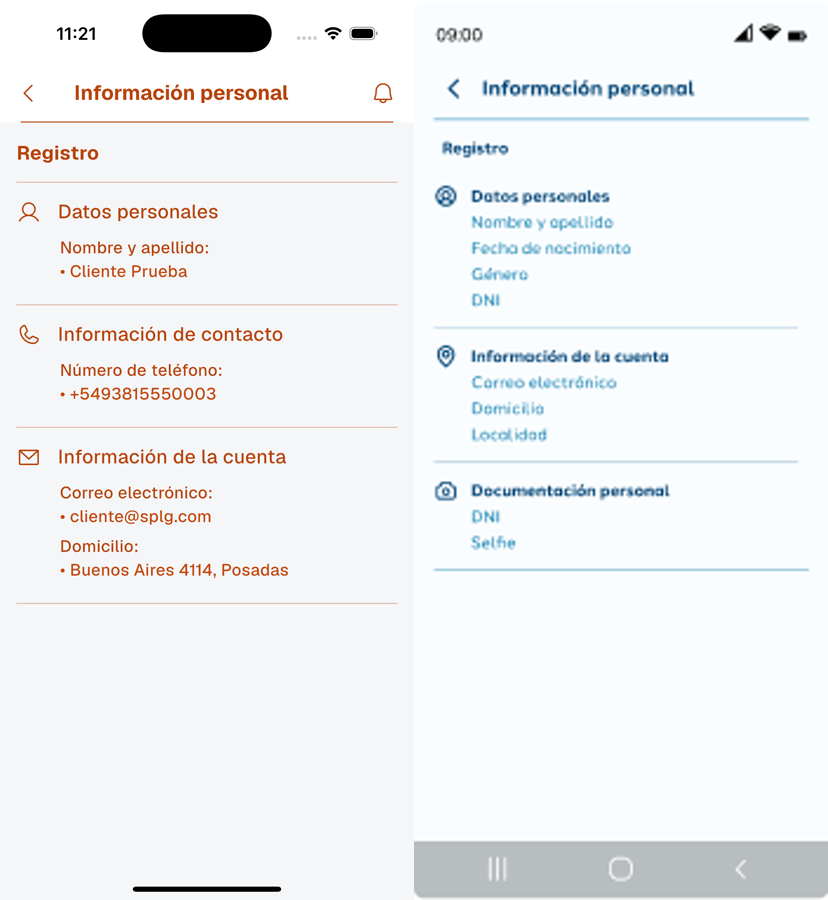 11:21
Información personal
Registro
Datos personales
Nombre y apellido:
• Cliente Prueba
Información de contacto
Número de teléfono:
• +5493815550003
Información de la cuenta
Correo electrónico:
• cliente@splg.com
Domicilio:
• Buenos Aires 4114, Posadas
09:00
Información personal
Registro
Datos personales
Nombre y apellido
Fecha de nacimiento
Género
DNI
Información de la cuenta
Correo electrónico
Domicilio
Localidad
Documentación personal
DNI
Selfie